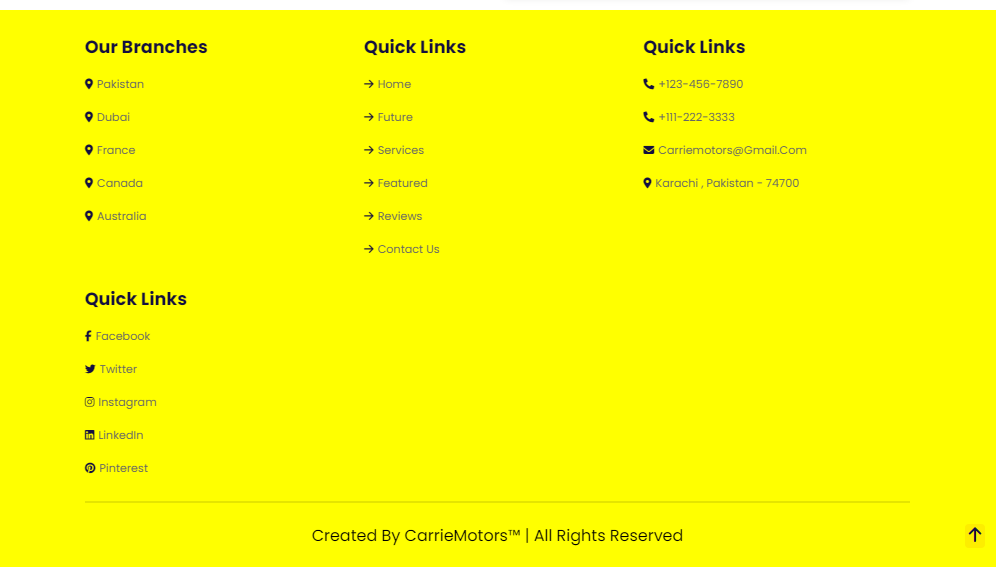 Our Branches
Pakistan
Dubai
France
Canada
Australia
Quick Links
Home
Future
Services
Featured
Reviews
Contact Us
Quick Links
+123-456-7890
+111-222-3333
Carriemotors@Gmail.Com
Karachi , Pakistan - 74700
Quick Links
Facebook
Twitter
Instagram
LinkedIn
Pinterest
Created By CarrieMotors™ | All Rights Reserved